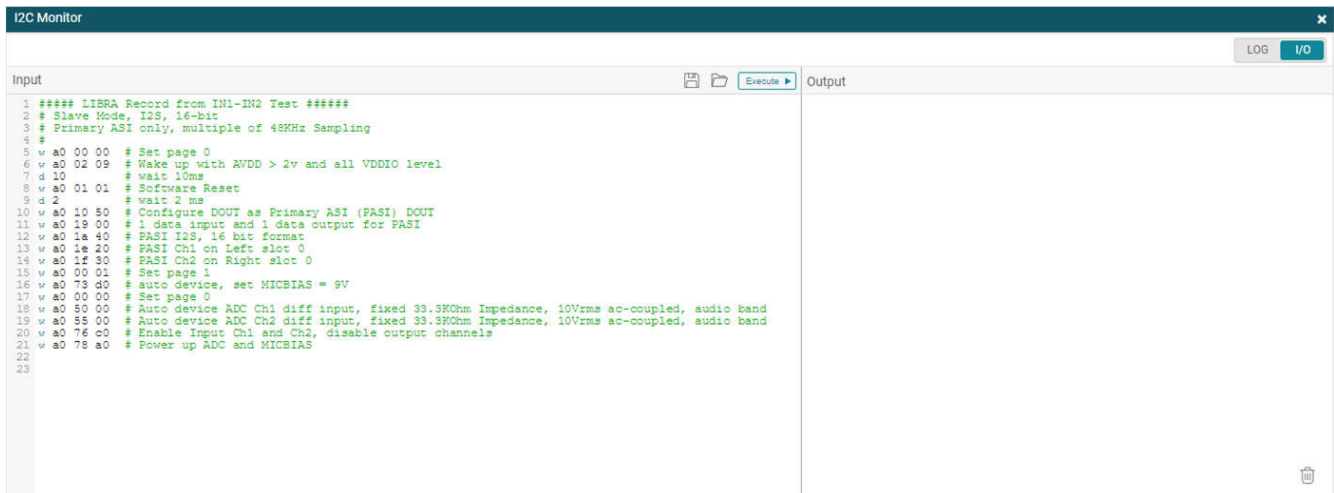 I2C Monitor
LOG I/O
Input Execute Output
1 ##### LIBRA Record from IN1-IN2 Test ######
2 # Slave Mode, I2S, 16-bit
3 # Primary ASI only, multiple of 48KHz Sampling
4 #
5 w a0 00 00 # Set page 0
6 w a0 02 09 # Wake up with AVDD > 2v and all VDDIO level
7 d 10 # wait 10ms
8 w a0 01 01 # Software Reset
9 d 2 # wait 2 ms
10 w a0 10 50 # Configure DOUT as Primary ASI (PASI) DOUT
11 w a0 19 00 # 1 data input and 1 data output for PASI
12 w a0 1a 40 # PASI I2S, 16 bit format
13 w a0 1e 20 # PASI Ch1 on Left slot 0
14 w a0 1f 30 # PASI Ch2 on Right slot 0
15 w a0 00 01 # Set page 1
16 w a0 73 d0 # auto device, set MICBIAS = 9V
17 w a0 00 00 # Set page 0
18 w a0 50 00 # Auto device ADC Ch1 diff input, fixed 33.3KOhm Impedance, 10Vrms ac-coupled, audio band
19 w a0 55 00 # Auto device ADC Ch2 diff input, fixed 33.3KOhm Impedance, 10Vrms ac-coupled, audio band
20 w a0 76 c0 # Enable Input Ch1 and Ch2, disable output channels
21 w a0 78 a0 # Power up ADC and MICBIAS
22
23